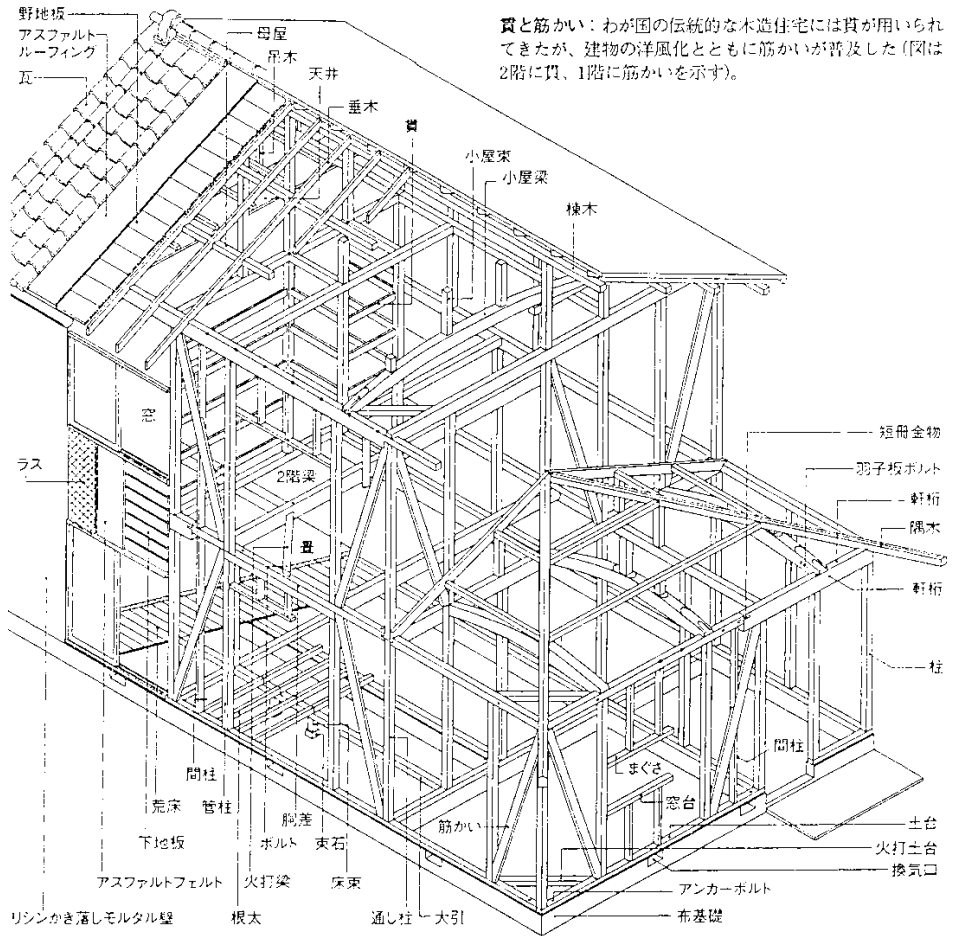 野地板
アスファルト
ルーフィング
瓦
母屋
吊木
天井
垂木
貫
小屋束
小屋梁
棟木
貫と筋かい：わが国の伝統的な木造住宅には貫が用いられ
てきたが、建物の洋風化とともに筋かいが普及した（図は
2階に貫、1階に筋かいを示す）。
窓
ラス
2階梁
畳
短冊金物
羽子板ボルト
軒桁
隅木
軒桁
柱
間柱
まぐさ
窓台
筋かい
間柱
荒床
管柱
胴差
下地板
ボルト
束石
アスファルトフェルト
火打梁
床束
リシンかき落しモルタル壁
根太
通し柱
大引
土台
火打土台
換気口
アンカーボルト
布基礎